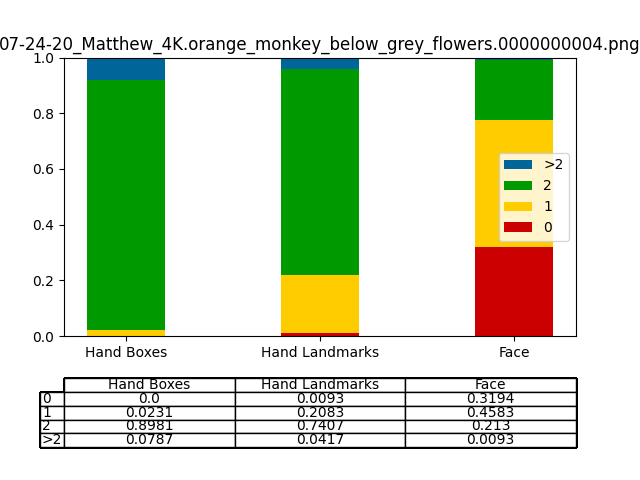 07-24-20_Matthew_4K.orange_monkey_below_grey_flowers.0000000004.png
1.0
0.8
0.6
0.4
0.2
0.0
>2
2
1
0
Hand Boxes Hand Landmarks Face
Hand Boxes Hand Landmarks Face
0 0.0 0.0093 0.3194
1 0.0231 0.2083 0.4583
2 0.8981 0.7407 0.213
>2 0.0787 0.0417 0.0093